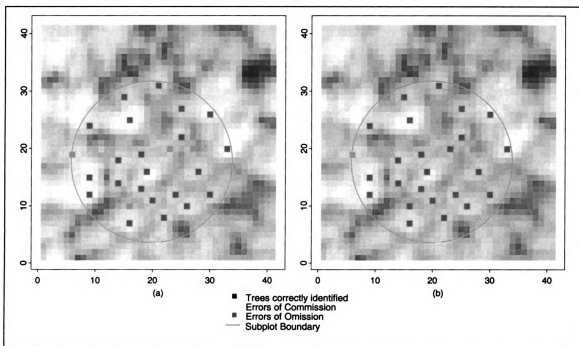 40
30
20
10
0
0 10 20 30 40
(a)
40
30
20
10
0
0 10 20 30 40
(b)
Trees correctly identified
Errors of Commission
Errors of Omission
Subplot Boundary